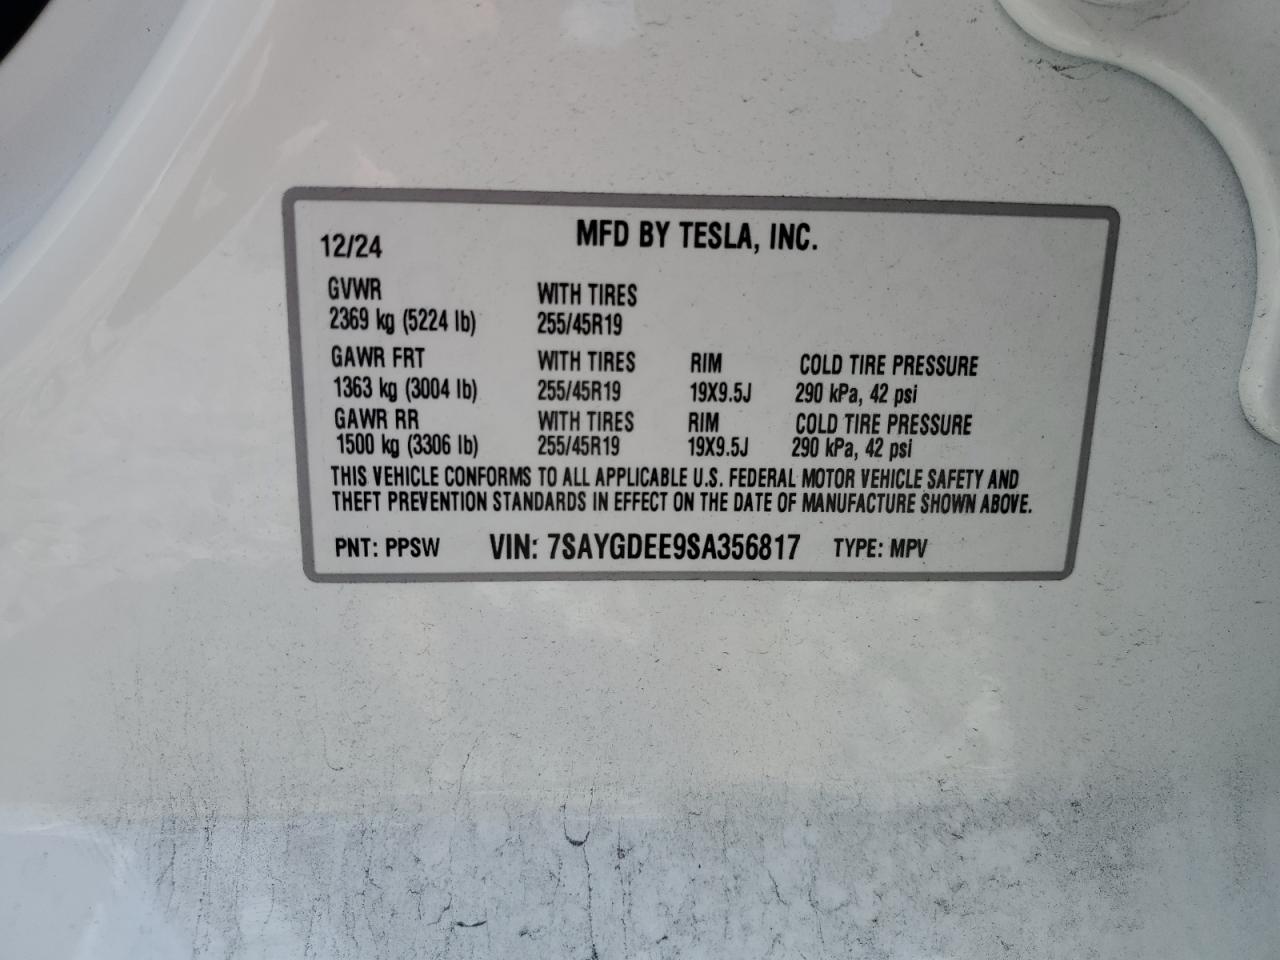 MFD BY TESLA, INC.
12/24
GVWR WITH TIRES
2369 kg (5224 lb) 255/45R19
GAWR FRT WITH TIRES RIM COLD TIRE PRESSURE
1363 kg (3004 lb) 255/45R19 19X9.5J 290 kPa, 42 psi
GAWR RR WITH TIRES RIM COLD TIRE PRESSURE
1500 kg (3306 lb) 255/45R19 19X9.5J 290 kPa, 42 psi
THIS VEHICLE CONFORMS TO ALL APPLICABLE U.S. FEDERAL MOTOR VEHICLE SAFETY AND
THEFT PREVENTION STANDARDS IN EFFECT ON THE DATE OF MANUFACTURE SHOWN ABOVE.
PNT: PPSW VIN: 7SAYGDEE9SA356817 TYPE: MPV